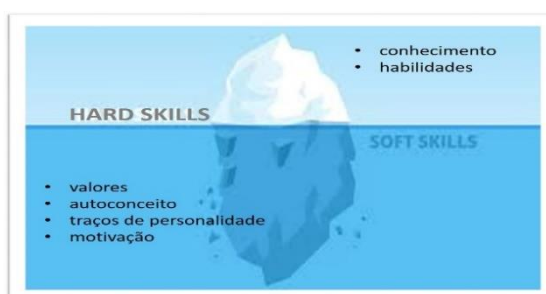 • conhecimento
• habilidades
HARD SKILLS
SOFT SKILLS
• valores
• autoconceito
• traços de personalidade
• motivação